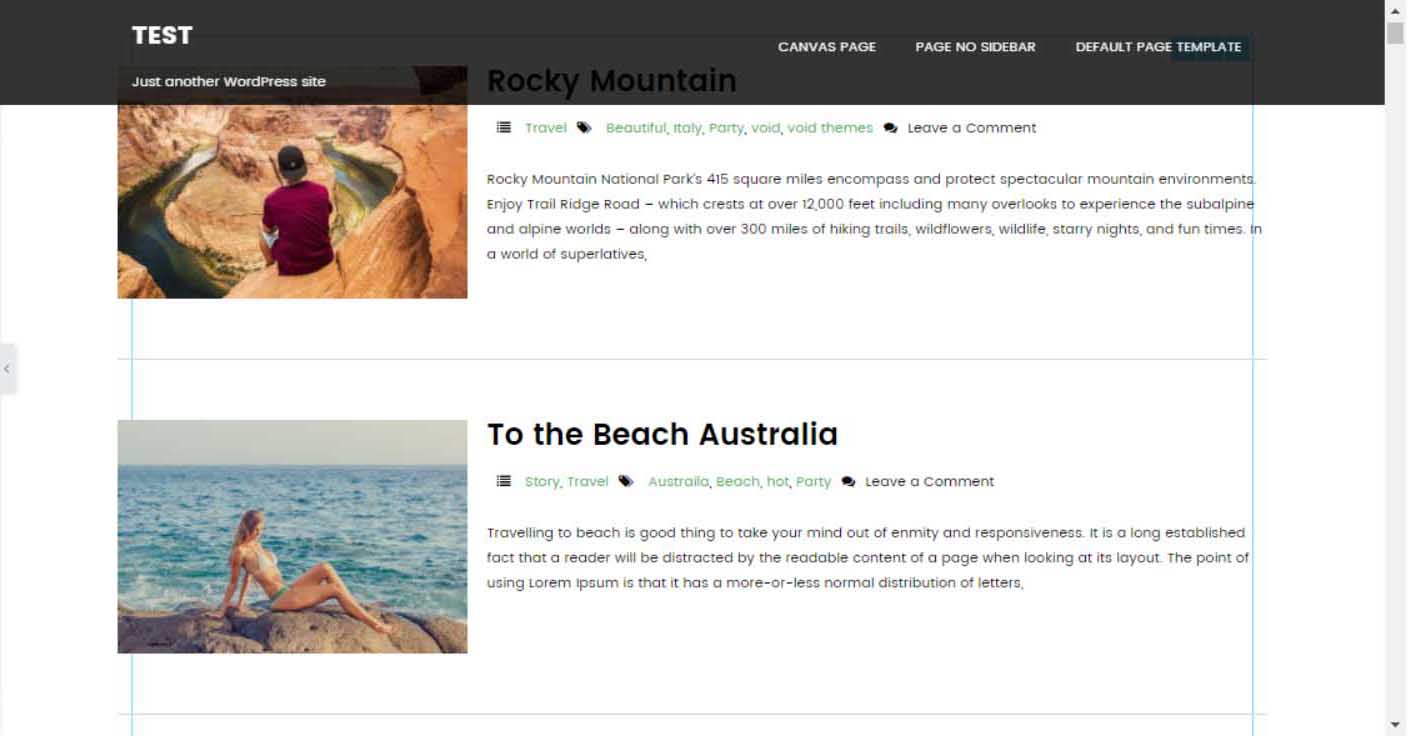 TEST
CANVAS PAGE PAGE NO SIDEBAR DEFAULT PAGE TEMPLATE
Just another WordPress site
Rocky Mountain
Travel Beautiful, Italy, Party, void, void themes Leave a Comment
Rocky Mountain National Park's 415 square miles encompass and protect spectacular mountain environments.
Enjoy Trail Ridge Road – which crests at over 12,000 feet including many overlooks to experience the subalpine
and alpine worlds – along with over 300 miles of hiking trails, wildflowers, wildlife, starry nights, and fun times. In
a world of superlatives,
To the Beach Australia
Story, Travel Austraila, Beach, hot, Party Leave a Comment
Travelling to beach is good thing to take your mind out of enmity and responsiveness. It is a long established
fact that a reader will be distracted by the readable content of a page when looking at its layout. The point of
using Lorem Ipsum is that it has a more-or-less normal distribution of letters,